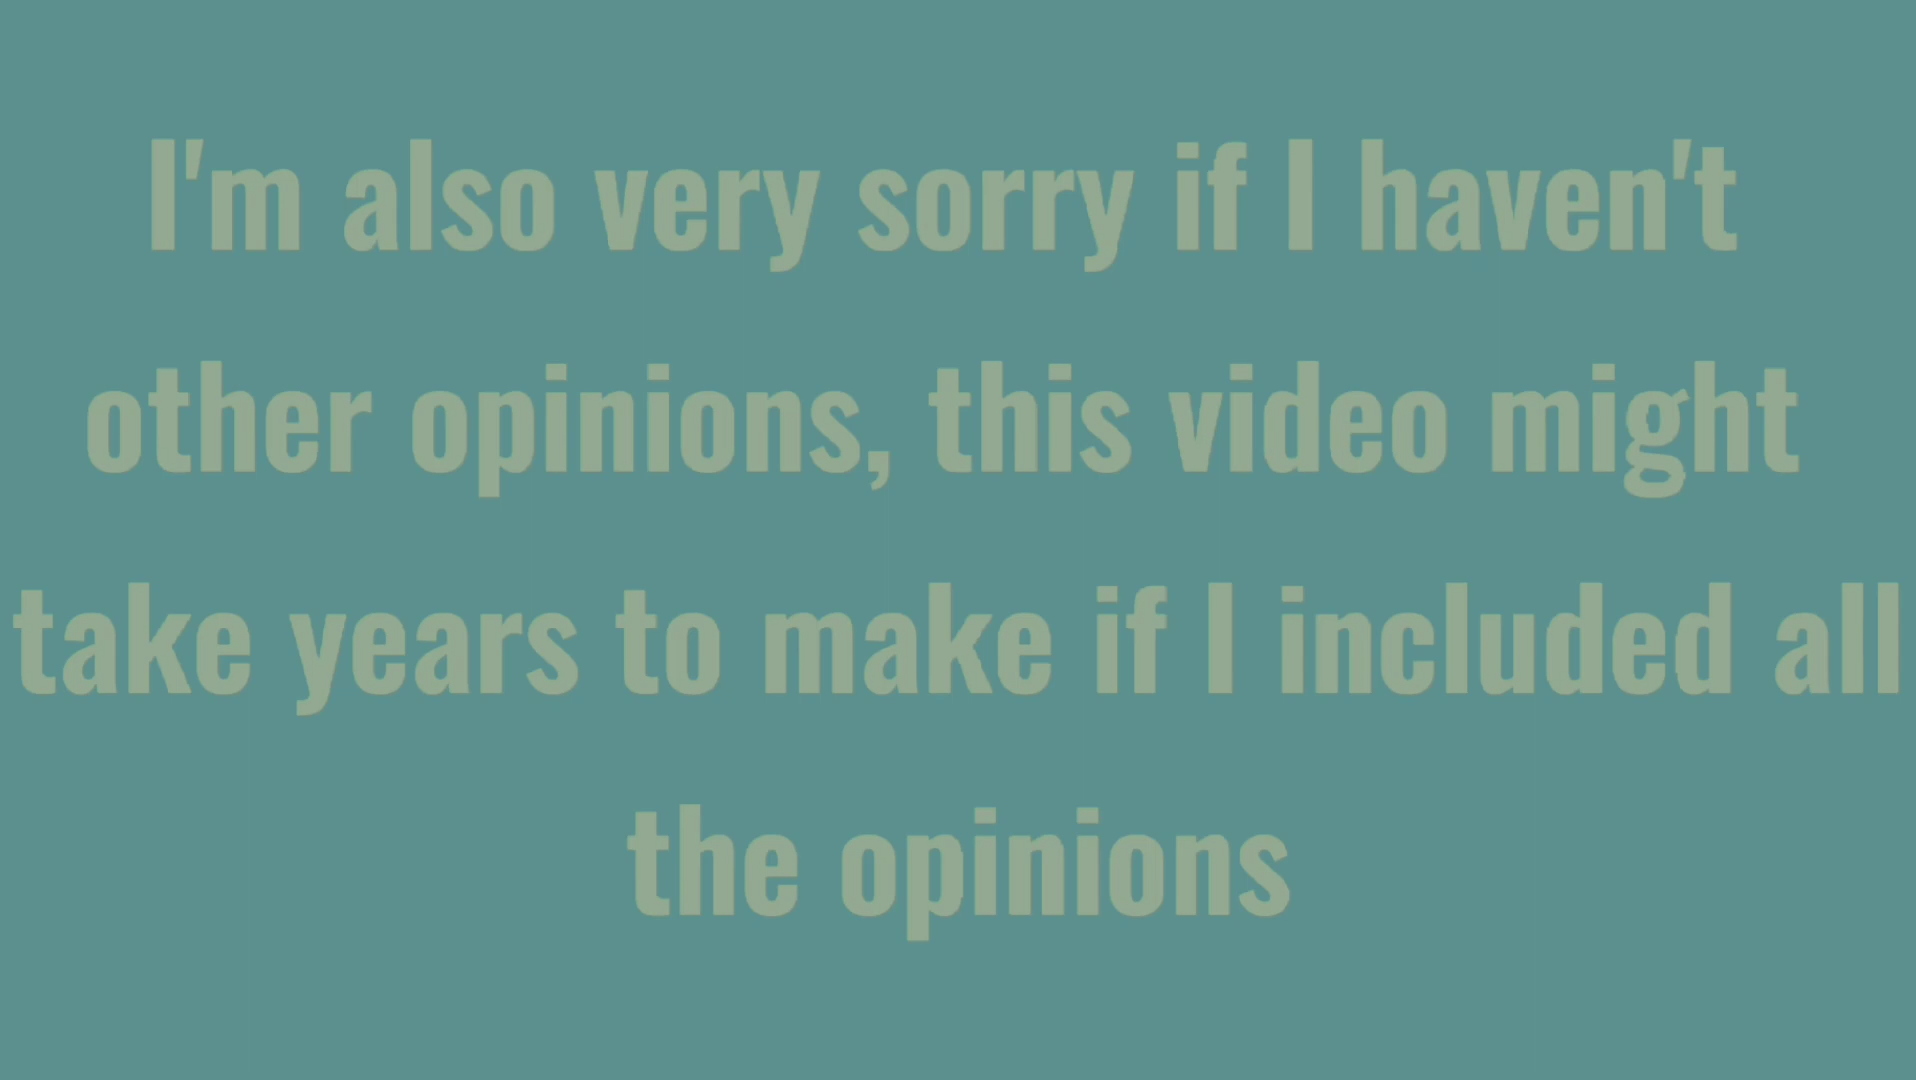 I'm also very sorry if I haven't
other opinions, this video might
take years to make if I included all
the opinions